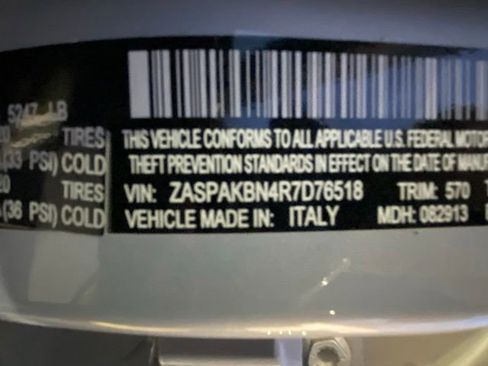 5247 LB
TIRES
(33 PSI) COLD
TIRES
(36 PSI) COLD
THIS VEHICLE CONFORMS TO ALL APPLICABLE U.S. FEDERAL MOTOR
THEFT PREVENTION STANDARDS IN EFFECT ON THE DATE OF MANUF
VIN: ZASPAKBN4R7D76518 TRIM: 570
VEHICLE MADE IN: ITALY MDH: 082913